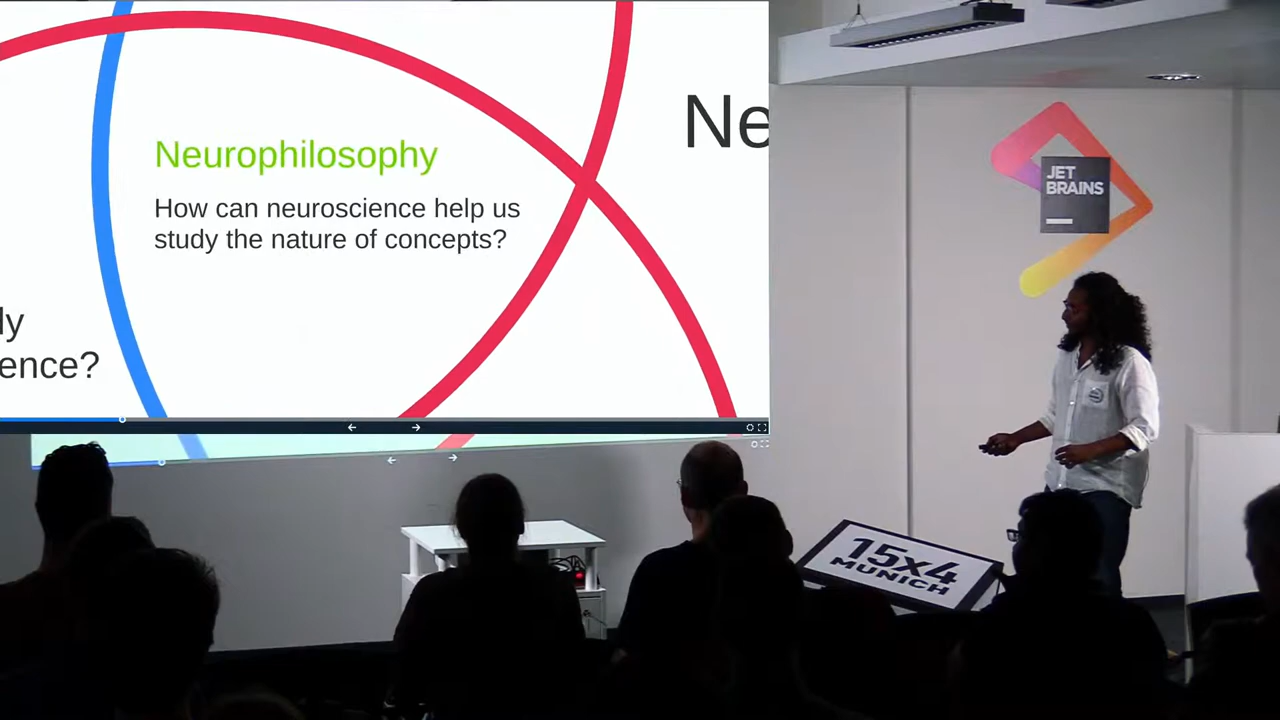 Neurophilosophy
How can neuroscience help us
study the nature of concepts?
Ne
ly
ence?
JET
BRAINS
15x4
MUNICH